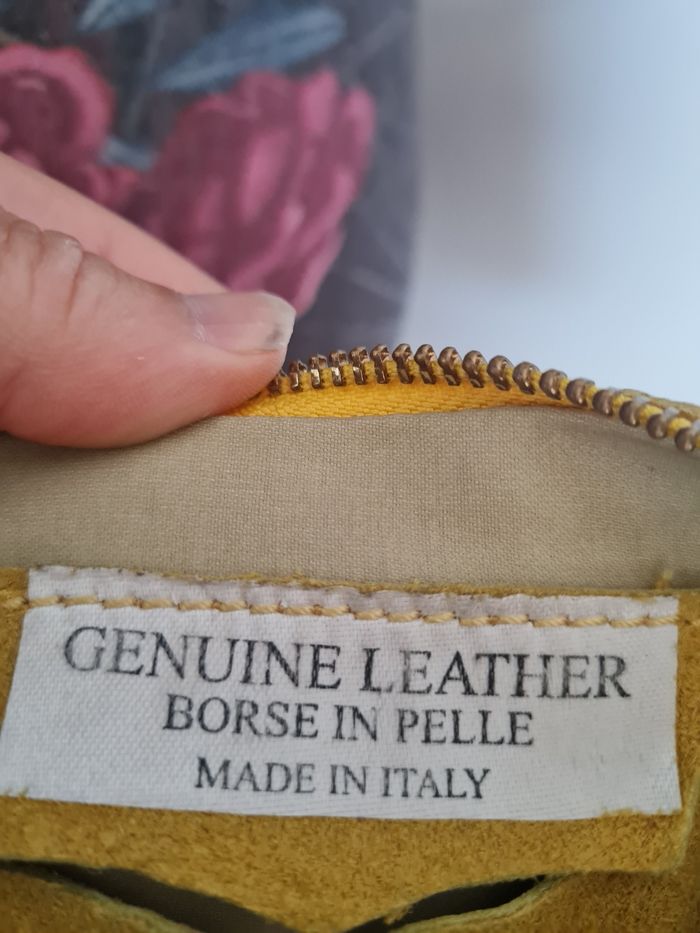 GENUINE LEATHER
BORSE IN PELLE
MADE IN ITALY